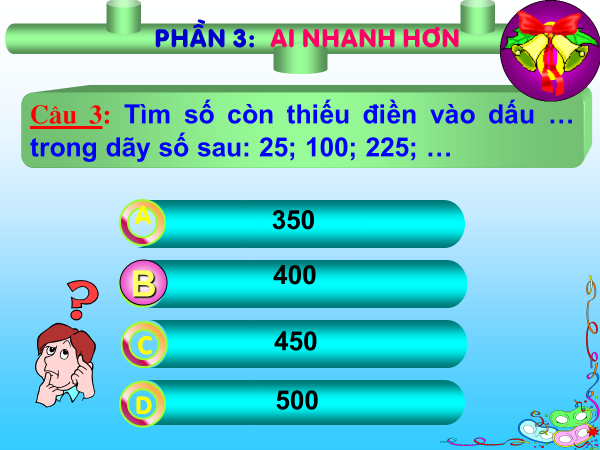 PHẦN 3: AI NHANH HƠN
Câu 3: Tìm số còn thiếu điền vào dấu …
trong dãy số sau: 25; 100; 225; …
A 350
B 400
C 450
D 500
?